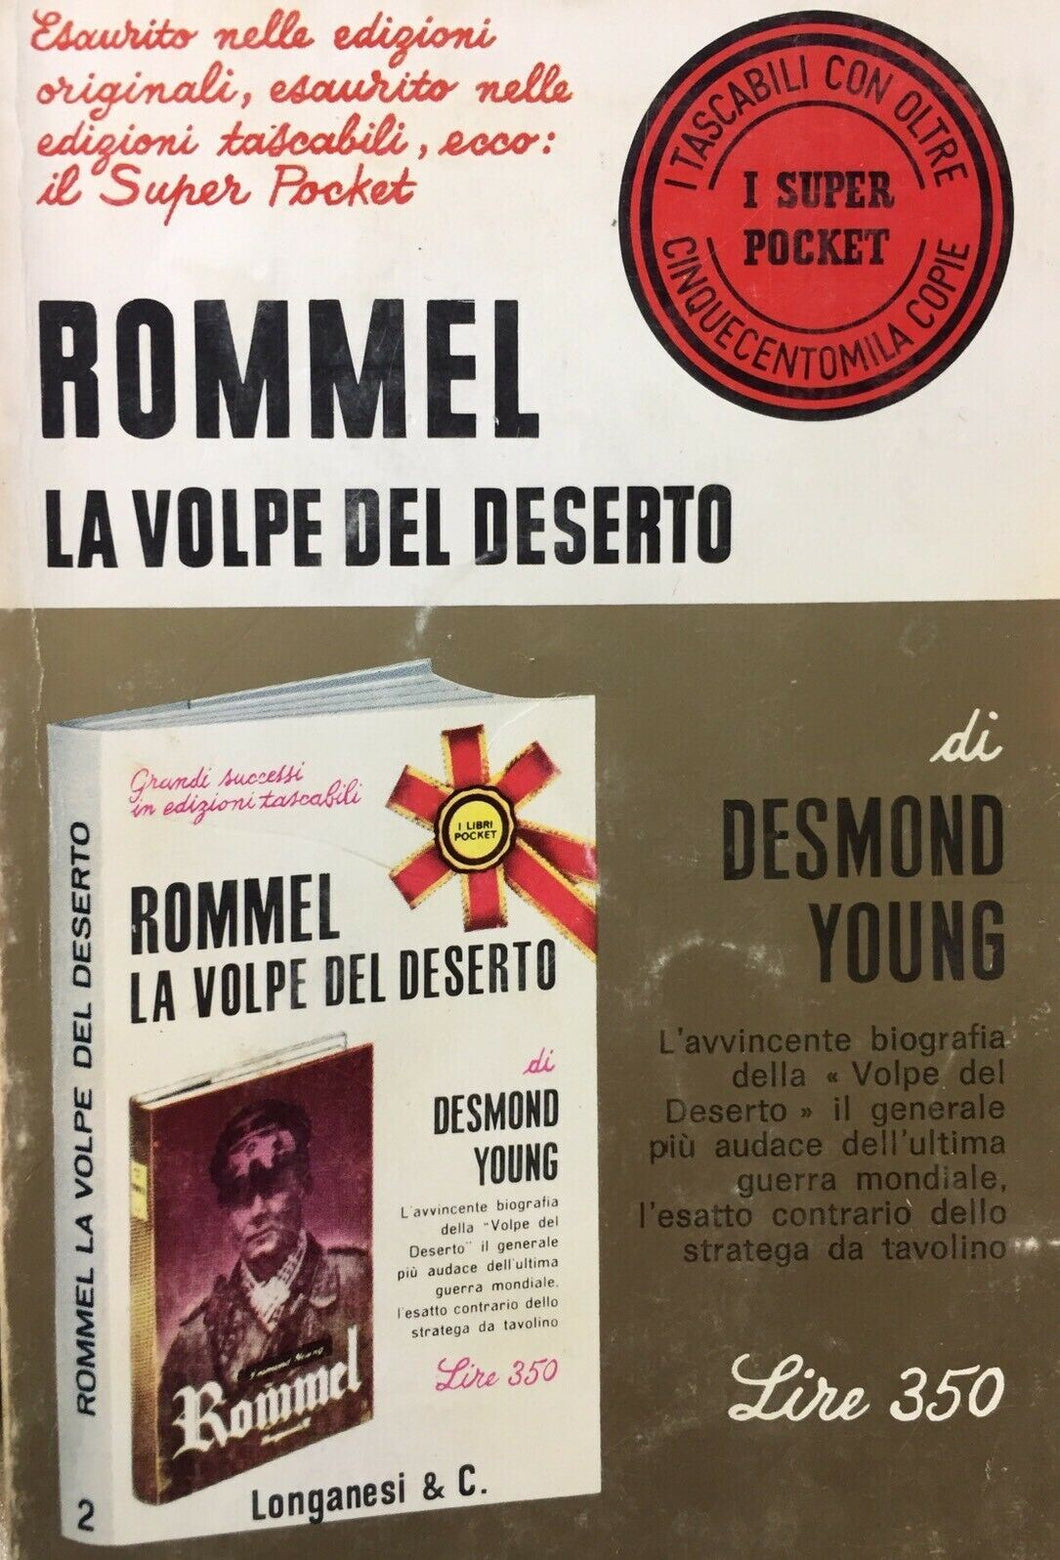 Esaurito nelle edizioni
originali, esaurito nelle
edizioni tascabili, ecco:
il Super Pocket
I TASCABILI CON OLTRE
I SUPER
POCKET
CINQUECENTOMILA COPIE
ROMMEL
LA VOLPE DEL DESERTO
di
DESMOND
YOUNG
L'avvincente biografia
della « Volpe del
Deserto » il generale
più audace dell'ultima
guerra mondiale,
l'esatto contrario dello
stratega da tavolino
Lire 350
ROMMEL LA VOLPE DEL DESERTO
2
Grandi successi
in edizioni tascabili
I LIBRI
POCKET
ROMMEL
LA VOLPE DEL DESERTO
di
DESMOND
YOUNG
L'avvincente biografia
della "Volpe del
Deserto" il generale
più audace dell'ultima
guerra mondiale,
l'esatto contrario dello
stratega da tavolino
Lire 350
Desmond Young
Rommel
Longanesi & C.